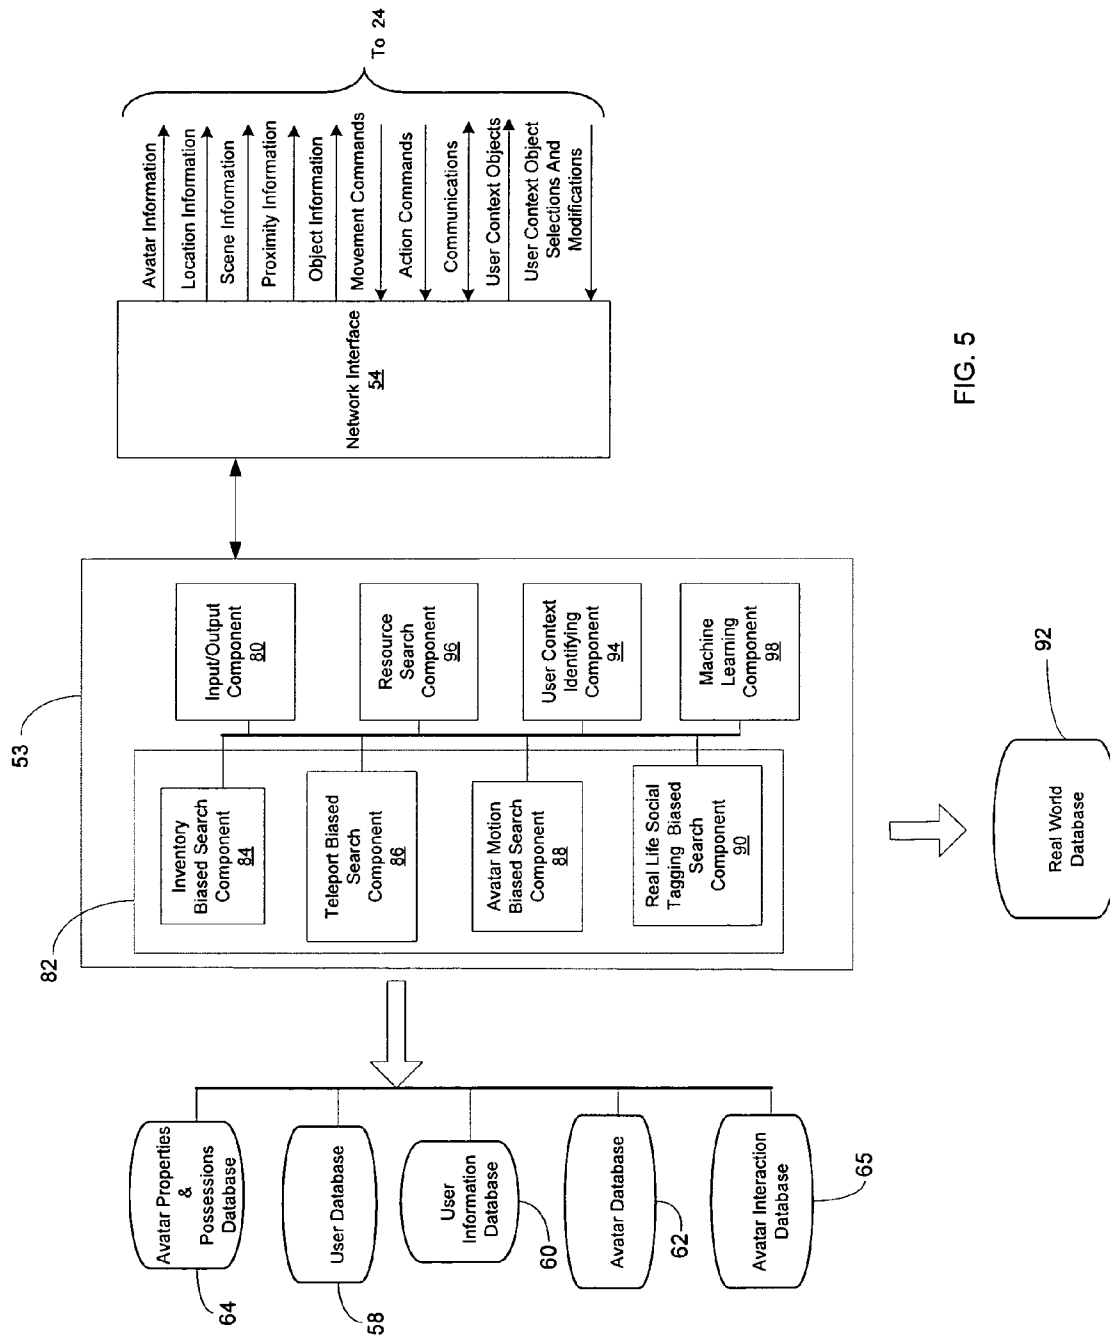 Avatar Properties
&
Possessions
Database
64
User Database
58
User
Information
Database
60
Avatar Database
62
Avatar Interaction
Database
65
82
53
Inventory
Biased Search
Component
84
Teleport Biased
Search
Component
86
Avatar Motion
Biased Search
Component
88
Real Life Social
Tagging Biased
Search
Component
90
Input/Output
Component
80
Resource
Search
Component
96
User Context
Identifying
Component
94
Machine
Learning
Component
98
Real World
Database
92
Network Interface
54
Avatar Information
Location Information
Scene Information
Proximity Information
Object Information
Movement Commands
Action Commands
Communications
User Context Objects
User Context Object
Selections And
Modifications
To 24
FIG. 5